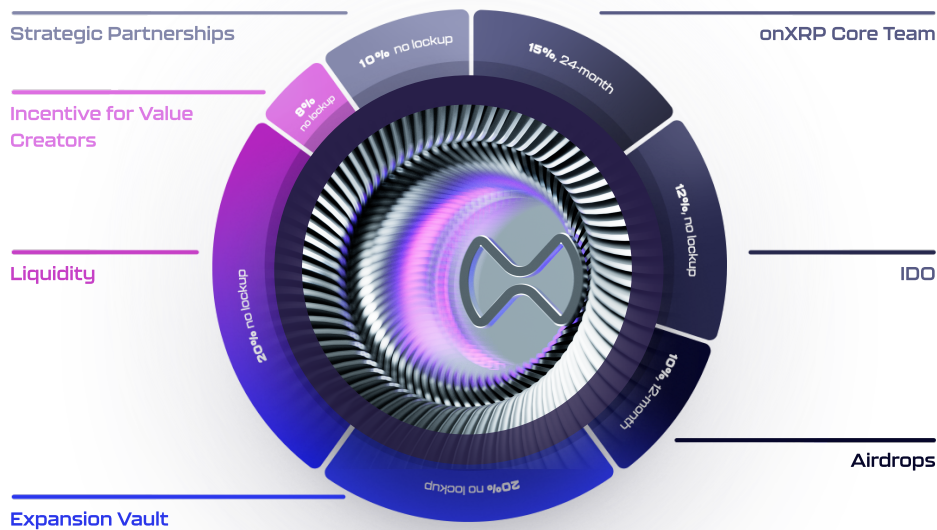 Strategic Partnerships
onXRP Core Team
10% no lockup
15%, 24-month
Incentive for Value
Creators
8%
no lockup
12%, no lockup
Liquidity
IDO
20% no lockup
10%, 12-month
Airdrops
20% no lockup
Expansion Vault